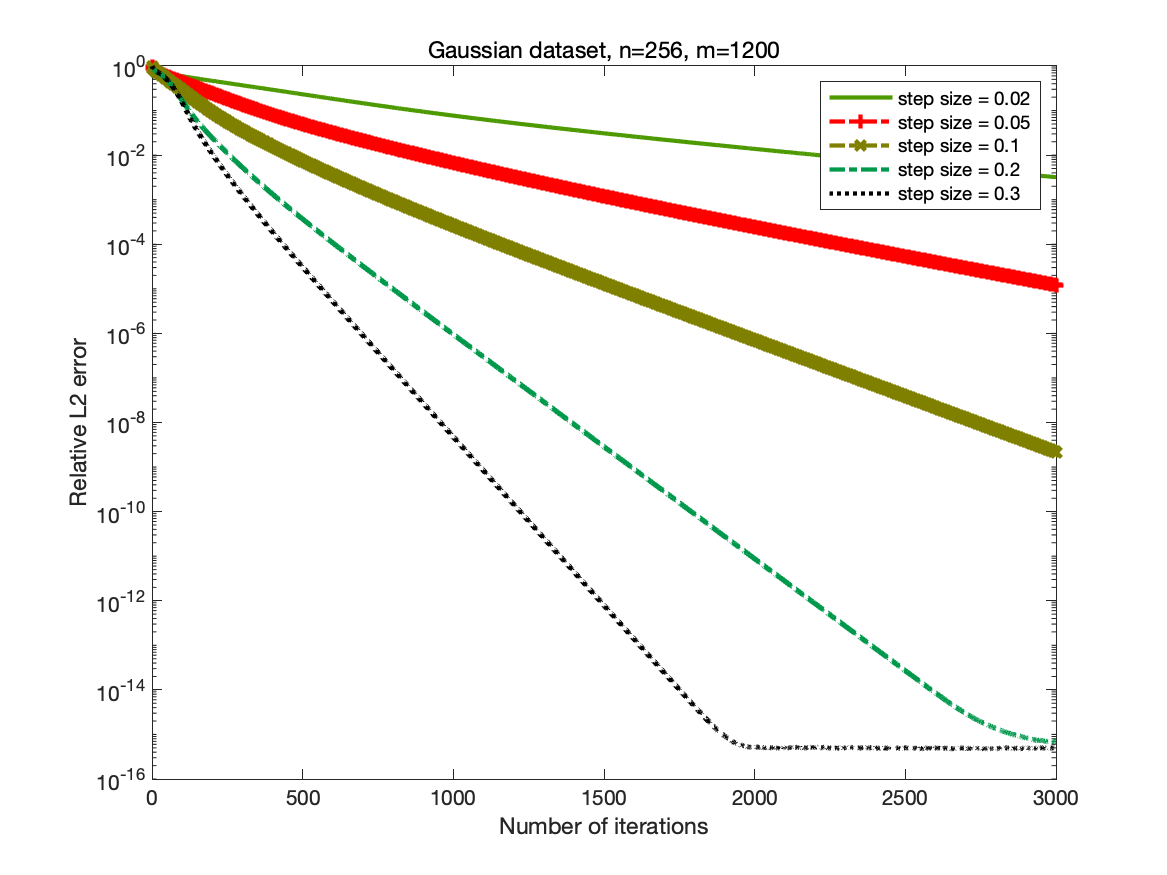 Gaussian dataset, n=256, m=1200
10^0
10^-2
10^-4
10^-6
10^-8
10^-10
10^-12
10^-14
10^-16
Relative L2 error
step size = 0.02
step size = 0.05
step size = 0.1
step size = 0.2
step size = 0.3
0 500 1000 1500 2000 2500 3000
Number of iterations